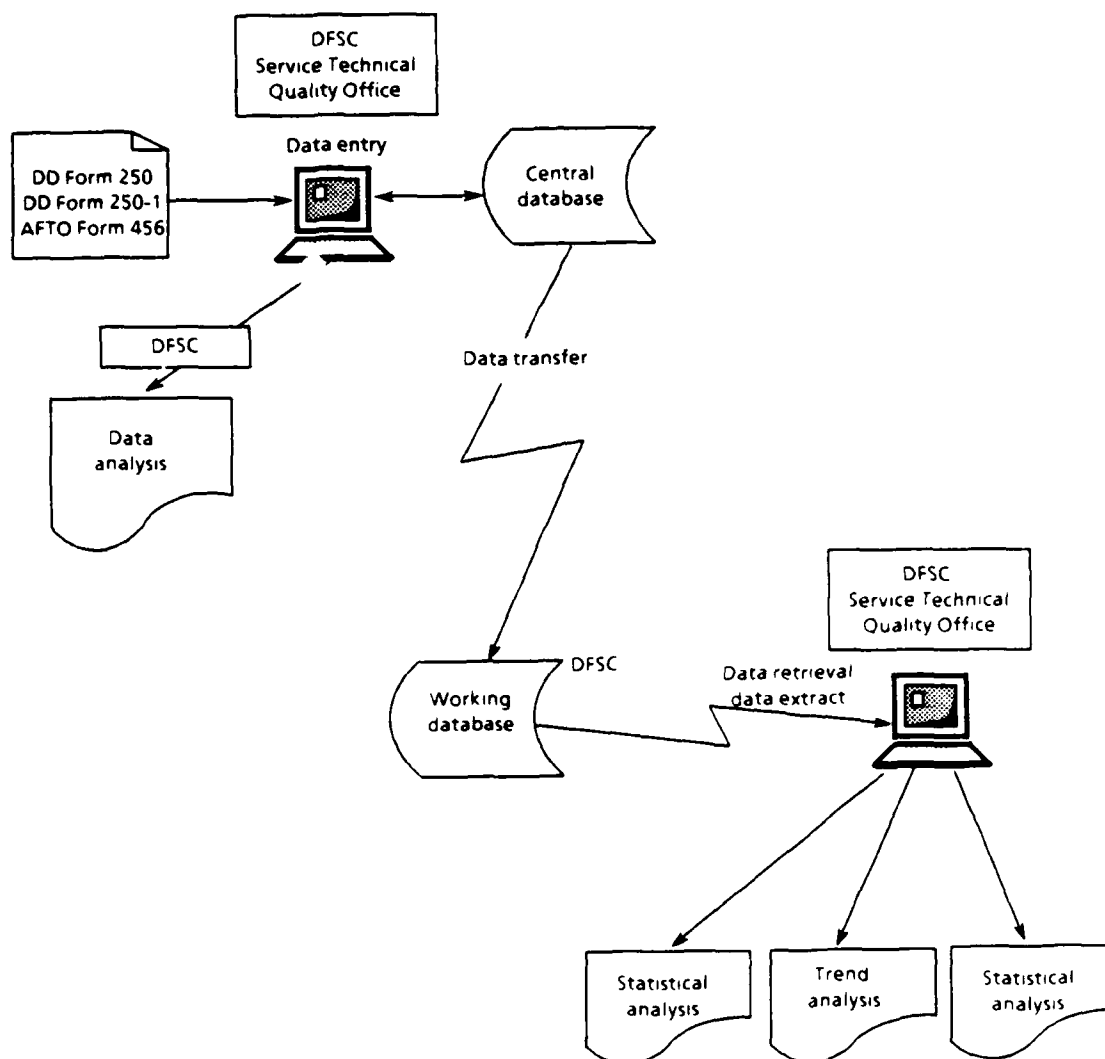 DFSC
Service Technical
Quality Office
Data entry
DD Form 250
DD Form 250-1
AFTO Form 456
Central
database
DFSC
Data transfer
Data
analysis
DFSC
Service Technical
Quality Office
DFSC
Working
database
Data retrieval
data extract
Statistical
analysis
Trend
analysis
Statistical
analysis